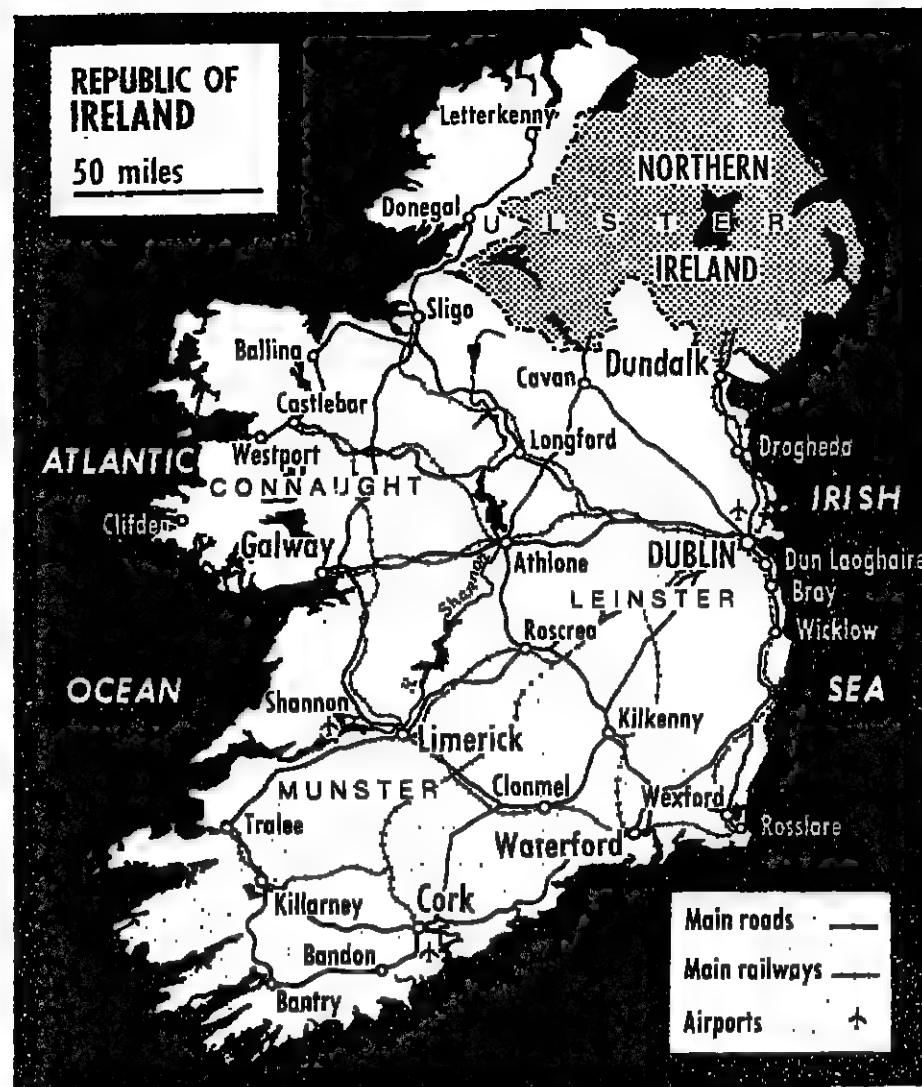 REPUBLIC OF
IRELAND
50 miles
Letterkenny
NORTHERN
Donegal
ULSTER
IRELAND
Sligo
Ballina
Cavan
Dundalk
Castlebar
Westport
Longford
Drogheda
ATLANTIC
CONNAUGHT
IRISH
Clifden
Galway
Athlone
DUBLIN
Dun Laoghaire
Bray
Shannon
LEINSTER
Roscrea
Wicklow
OCEAN
SEA
Shannon
Limerick
Kilkenny
MUNSTER
Clonmel
Wexford
Tralee
Waterford
Rosslare
Killarney
Cork
Bandon
Bantry
Main roads
Main railways
Airports